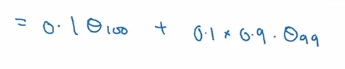 = 0.1 θ₁₀₀ + 0.1 * 0.9 · θ₉₉